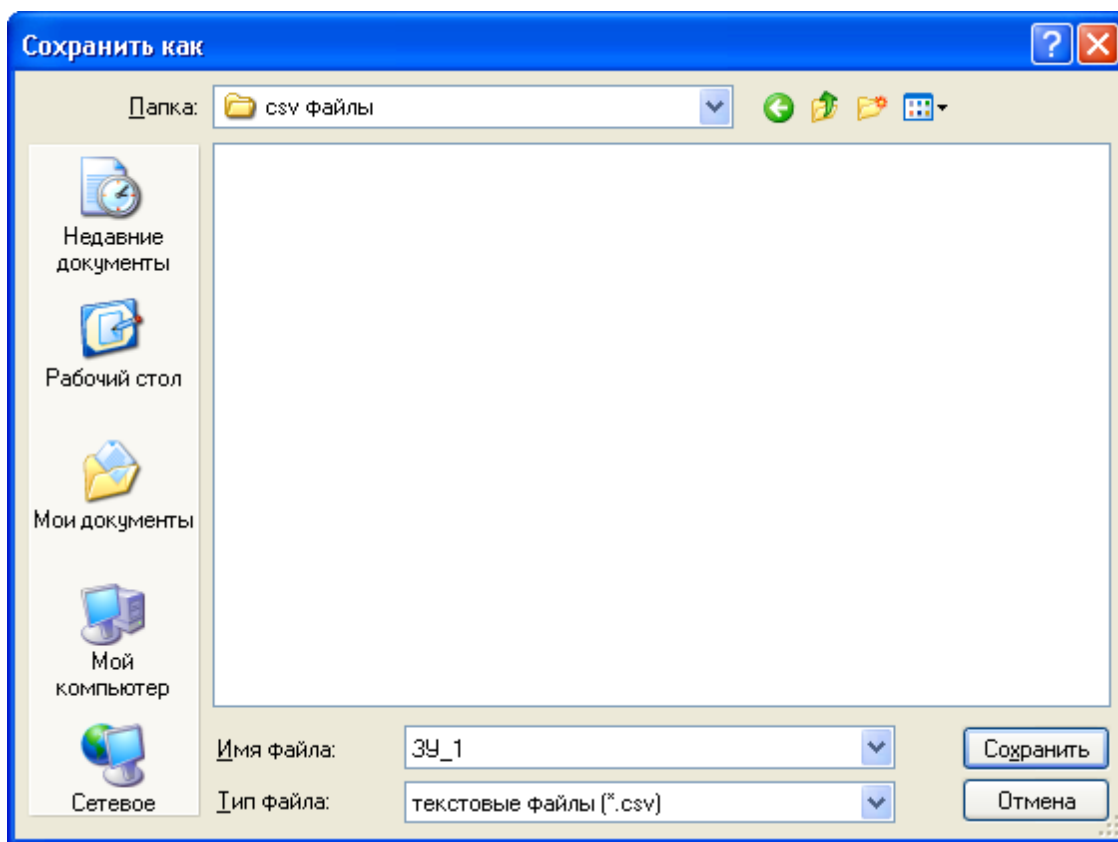 Сохранить как
?
Папка:
csv файлы
Недавние
документы
Рабочий стол
Мои документы
Мой
компьютер
Сетевое
Имя файла:
ЗУ_1
Сохранить
Тип файла:
текстовые файлы (*.csv)
Отмена